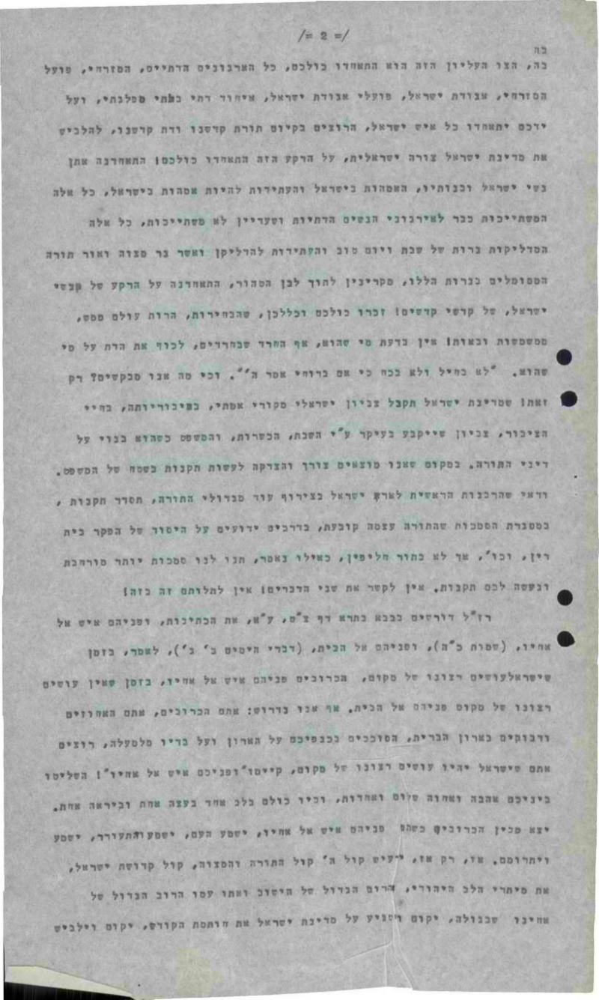 /= 2 =/
בה
בה, הצו העליון הזה הוא התאחדו כולכם, כל הארגונים הדתיים, המזרחי, פועל
המזרחי, אגודת ישראל, פועלי אגודת ישראל, איחוד דתי בלתי מפלגתי, ועל
ידכם יתאחדו כל איש ישראל, הרוצים בקיום תורת קדשנו ודת קדשנו, להלביש
את מדינת ישראל צורה ישראלית, על הרקע הזה התאחדו כולכם! התאחדנה אתן
נשי ישראל ובנותיו, האמהות בישראל והעתידות להיות אמהות בישראל, כל אלה
המשתייכות כבר לאירגוני הנשים הדתיות ושעדיין לא משתייכות, כל אלה
המדליקות נרות של שבת ויום טוב והעתידות להדליקן ואשר נר מצוה ואור תורה
המסומלים בנרות הללו, מקרינין לתוך לבן הטהור, התאחדנה על הרקע של קדשי
ישראל, של קדשי קדשים! זכרו כולכם וכללכן, שהבחירות, הרות עולם ממש,
ממשמשות ובאות! אין בדעת מי שהוא, אף החרד שבחרדים, לכוף את הדת על מי
שהוא. "לא בחיל ולא בכח כי אם ברוחי אמר ה'". וכי מה אנו מבקשים? רק
זאת! שמדינת ישראל תקבל צביון ישראלי מקורי אמתי, בציבוריותה, בחיי
הציבור, צביון שייקבע בעיקר ע"י השבת, הכשרות, והמשפט כשהוא בנוי על
דיני התורה. במקום שאנו מוצאים צורך והצדקה לעשות תקנות בשטח של המשפט.
ודאי שהרבנות הראשית לארץ ישראל בצירוף עוד מגדולי התורה, תסדר תקנות,
במסגרת הסמכות שהתורה עצמה קובעת, בדרכים ידועים על היסוד של הפקר בית
דין, וכו', אך לא בתור חליפין, כאילו נאמר, תנו לנו סמכות יותר מורחבת
ונעשה לכם תקנות. אין לקשר את שני הדברים! אין לתלותם זה בזה!
רז"ל דורשים בבבא בתרא דף צ"ט, ע"א, את הכתיבות, ופניהם איש אל
אחיו, (שמות כ"ה), ופניהם אל הבית, (דברי הימים ב' ג'), לאמר, בזמן
שישראלעושים רצונו של מקום, הכרובים פניהם איש אל אחיו, בזמן שאין עושים
רצונו של מקום פניהם אל הבית. אף אנו נדרוש: אתם הכרובים, אתם האחוזים
ודבוקים בארון הברית, הסוככים בכנפיכם על הארון ועל בדיו מלמעלה, רוצים
אתם שישראל יהיו עושים רצונו של מקום, קיימו"ופניכם איש אל אחיו"! השליטו
ביניכם אהבה ואחוה שלום ואחדות, וכיו כולם בלב אחד בעצה אחת וביראה אחת.
יצא מבין הכרובים כשהם פניהם איש אל אחיו, ישמע העם, ישמע והתעורר, ישמע
ויתרומם. אז, רק אז, ירעיש קול ה' קול התורה והמצוה, קול קדושת ישראל,
את מיתרי הלב היהודי, הרום הגדול של הישוב ואתו עמו הרוב הגדול של
אחינו שבגולה, יקום וישביע על מדינת ישראל את חותמת הקודש, יקום וילביש